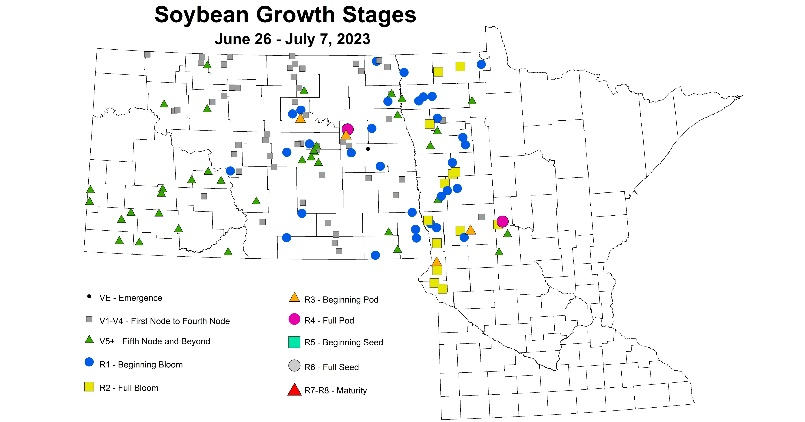 Soybean Growth Stages
June 26 - July 7, 2023
VE - Emergence
V1-V4 - First Node to Fourth Node
V5+ - Fifth Node and Beyond
R1 - Beginning Bloom
R2 - Full Bloom
R3 - Beginning Pod
R4 - Full Pod
R5 - Beginning Seed
R6 - Full Seed
R7-R8 - Maturity